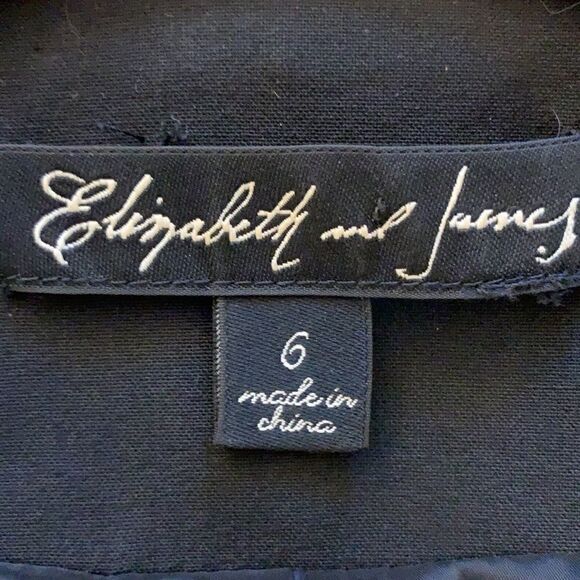 Elizabeth and James
6
made in
china